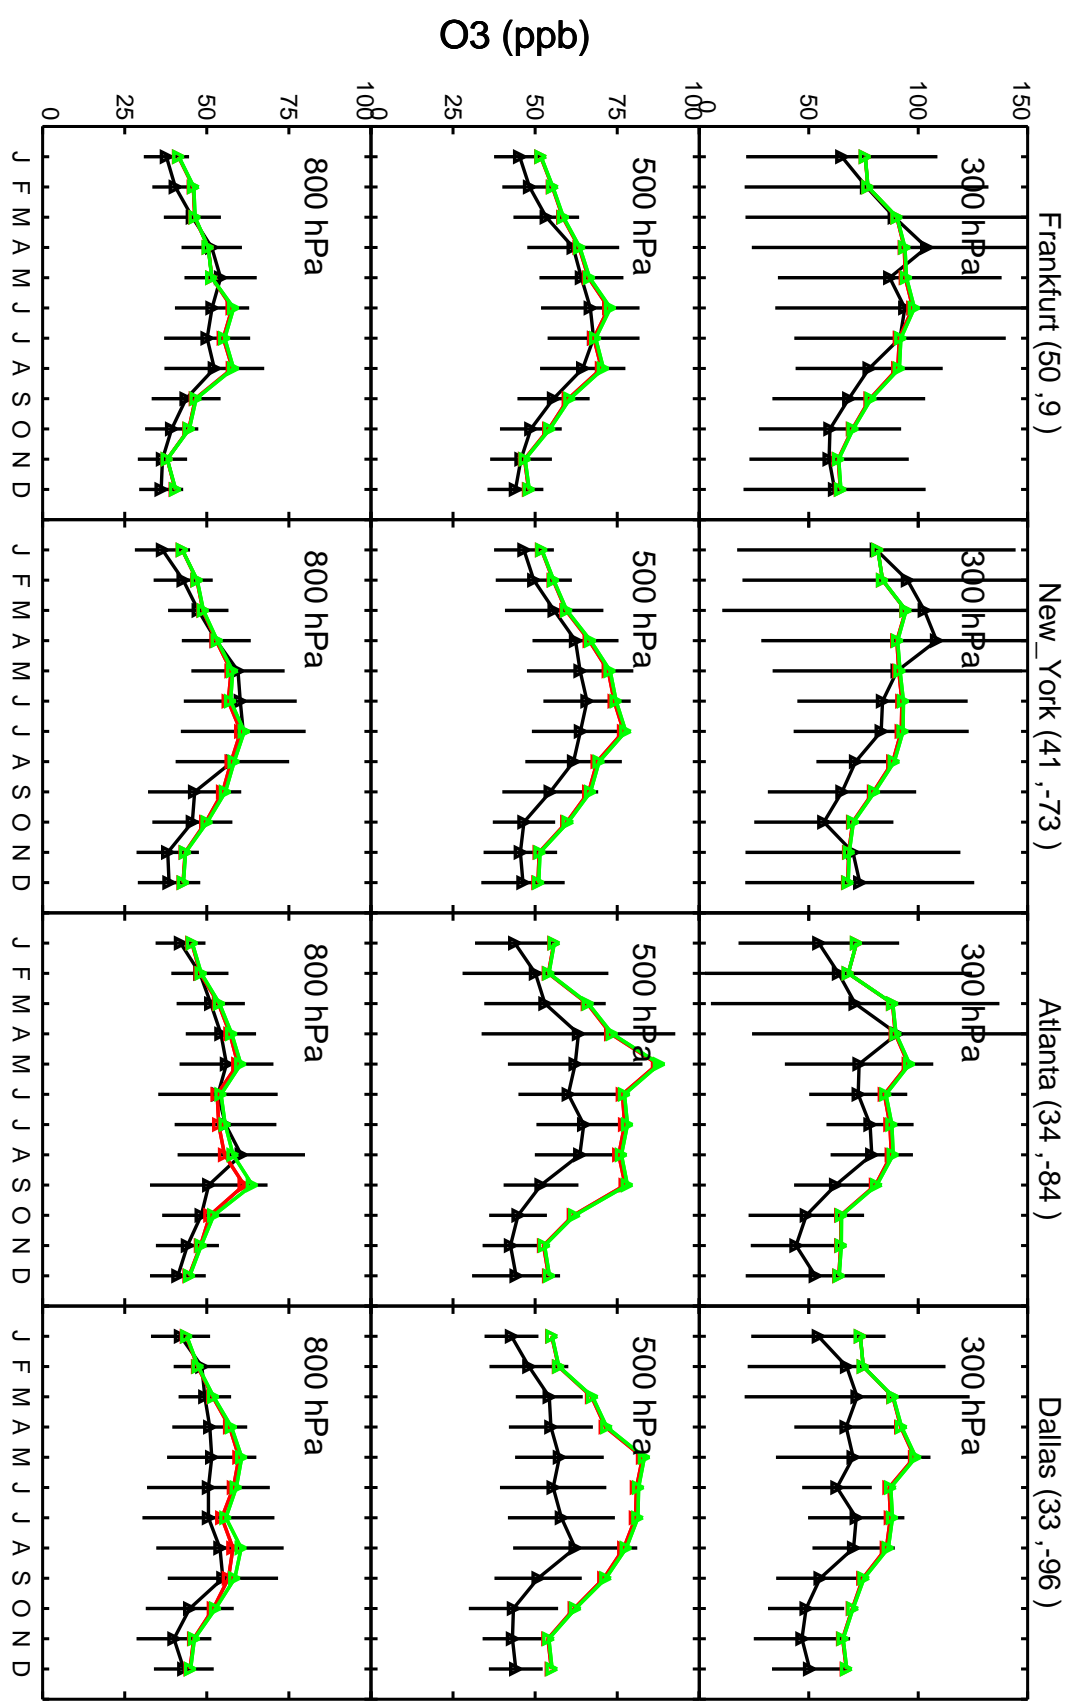 Frankfurt (50 ,9 ) New_York (41 ,-73 ) Atlanta (34 ,-84 ) Dallas (33 ,-96 )
150
300 hPa 300 hPa 300 hPa 300 hPa
100
50
0
100
500 hPa 500 hPa 500 hPa 500 hPa
75
50
25
0
O3 (ppb)
100
800 hPa 800 hPa 800 hPa 800 hPa
75
50
25
0
J F M A M J J A S O N D J F M A M J J A S O N D J F M A M J J A S O N D J F M A M J J A S O N D